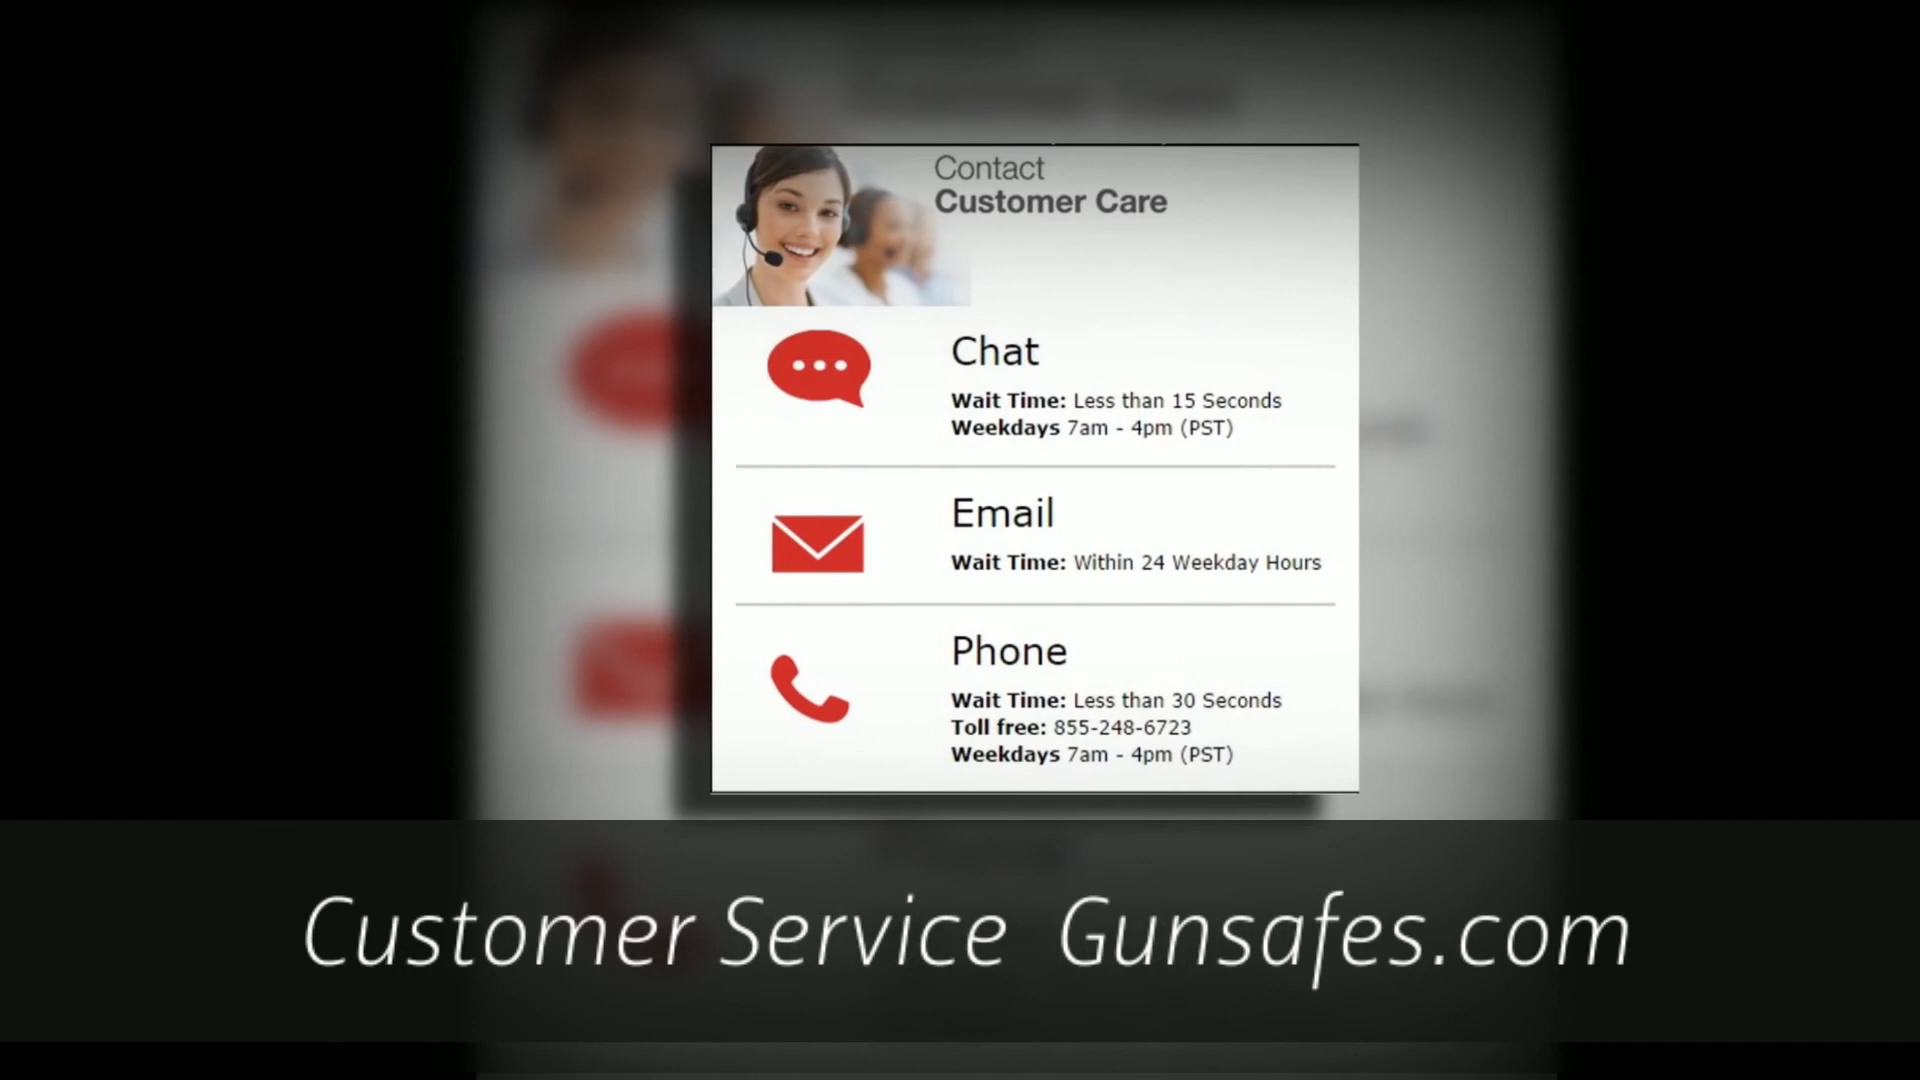 Contact
Customer Care
Chat
Wait Time: Less than 15 Seconds
Weekdays 7am - 4pm (PST)
Email
Wait Time: Within 24 Weekday Hours
Phone
Wait Time: Less than 30 Seconds
Toll free: 855-248-6723
Weekdays 7am - 4pm (PST)
Customer Service Gunsafes.com